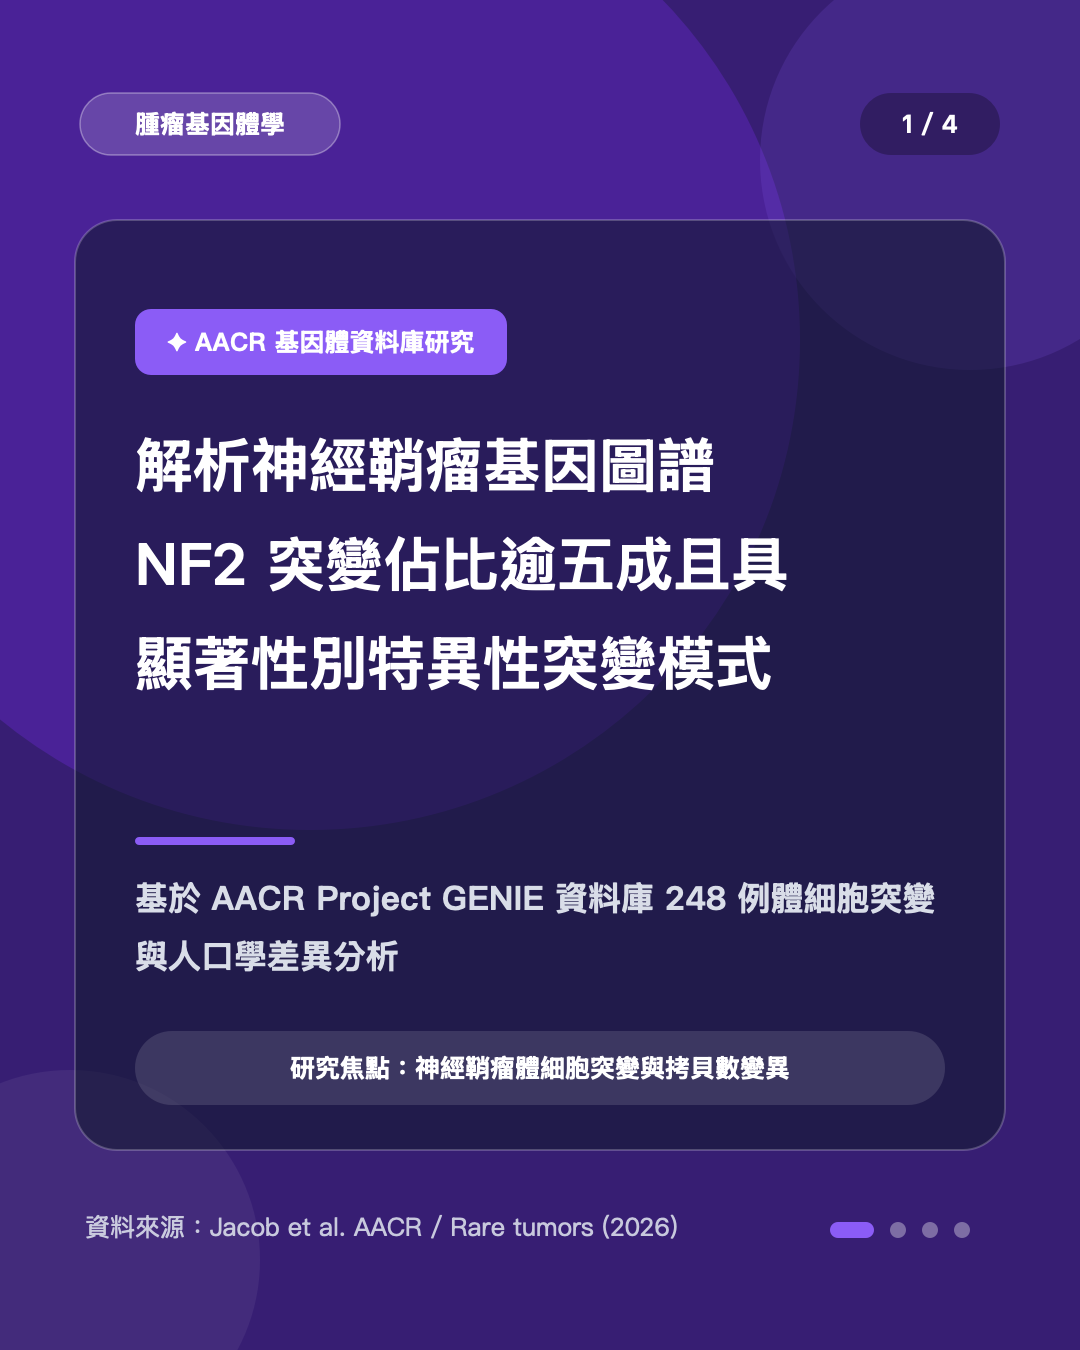 腫瘤基因體學
1 / 4
✦ AACR 基因體資料庫研究
解析神經鞘瘤基因圖譜
NF2 突變佔比逾五成且具
顯著性別特異性突變模式
基於 AACR Project GENIE 資料庫 248 例體細胞突變
與人口學差異分析
研究焦點：神經鞘瘤體細胞突變與拷貝數變異
資料來源：Jacob et al. AACR / Rare tumors (2026)